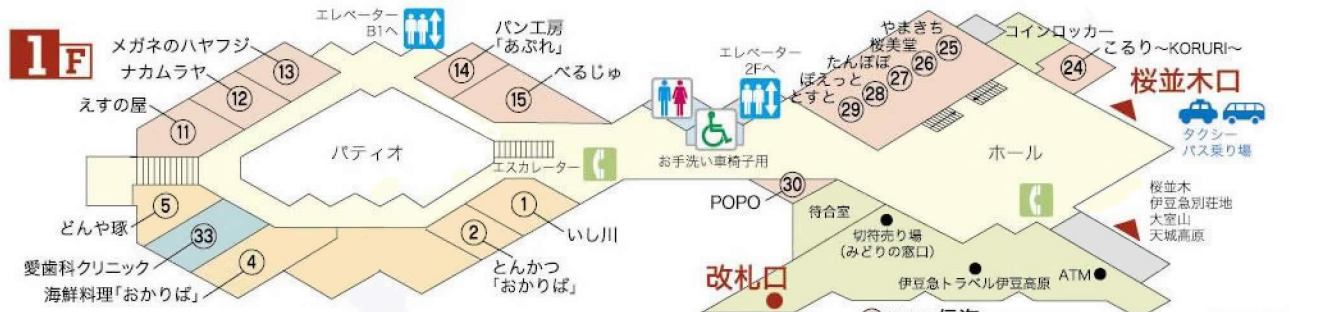 1F
エレベーター
B1へ
メガネのハヤフジ
ナカムラヤ
えすの屋
13
12
11
パン工房
「あぷれ」
べるじゅ
14
15
パティオ
エスカレーター
エレベーター
2Fへ
お手洗い車椅子用
やまきち
桜美堂
たんぽぽ
ぽえっと
とすと
25
26
27
28
29
コインロッカー
こるり〜KORURI〜
24
桜並木口
タクシー
バス乗り場
ホール
桜並木
伊豆急別荘地
大室山
天城高原
5
33
4
どんや琢
愛歯科クリニック
海鮮料理「おかりば」
1
2
いし川
とんかつ
「おかりば」
POPO
30
待合室
切符売り場
(みどりの窓口)
伊豆急トラベル伊豆高原
ATM
改札口